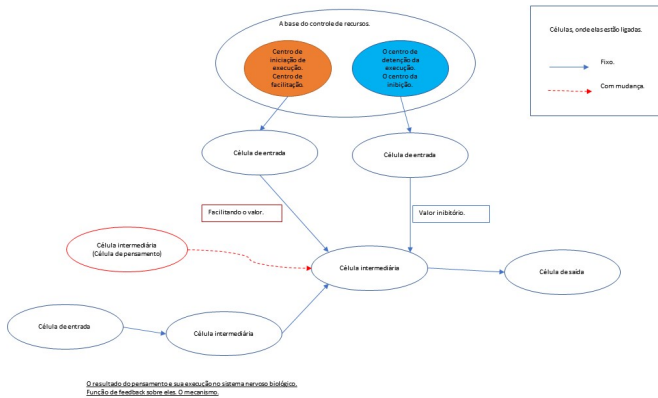 A base do controle de recursos.
Centro de
iniciação de
execução.
Centro de
facilitação.
O centro de
detenção da
execução.
O centro da
inibição.
Células, onde elas estão ligadas.
Fixo.
Com mudança.
Célula de entrada
Célula de entrada
Facilitando o valor.
Valor inibitório.
Célula intermediária
(Célula de pensamento)
Célula intermediária
Célula de saída
Célula de entrada
Célula intermediária
O resultado do pensamento e sua execução no sistema nervoso biológico.
Função de feedback sobre eles. O mecanismo.